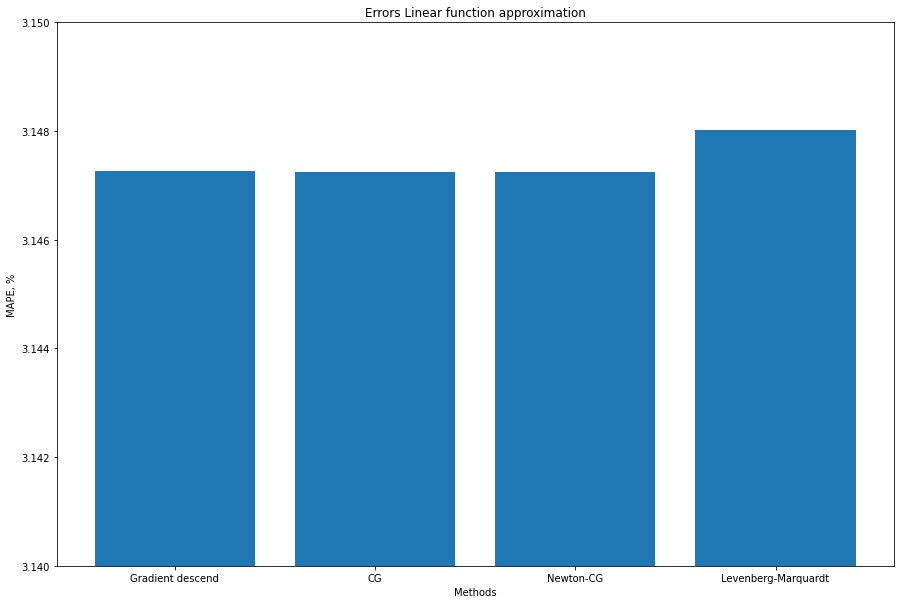 Errors Linear function approximation
3.150
3.148
3.146
3.144
3.142
3.140
MAPE, %
Gradient descend
CG
Newton-CG
Levenberg-Marquardt
Methods